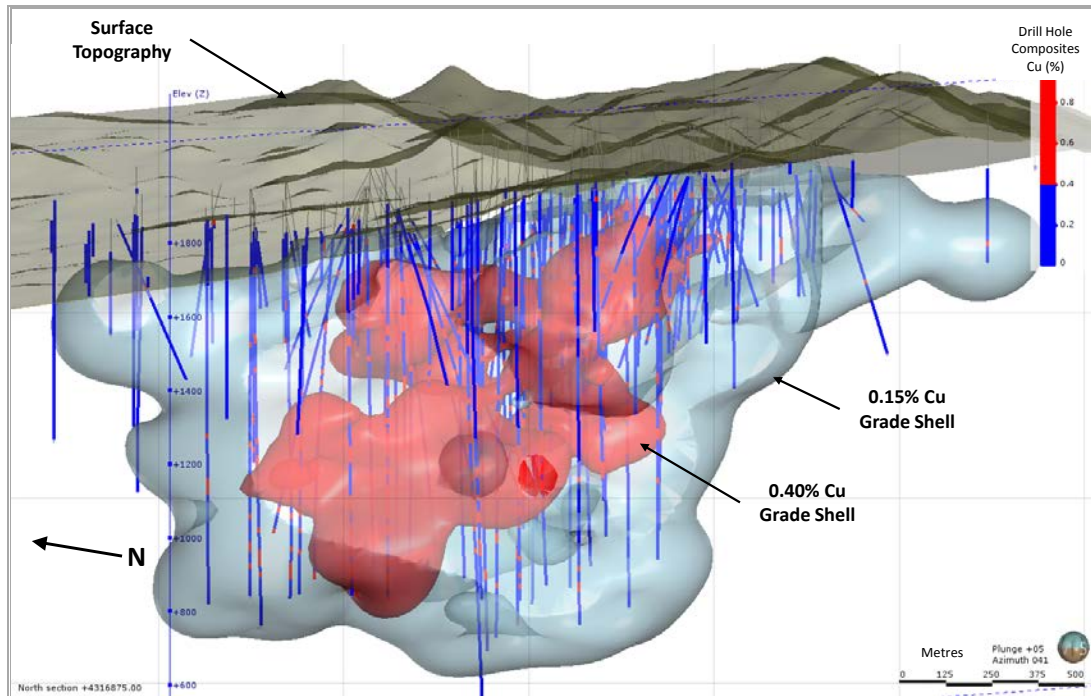 Surface
Topography
Drill Hole
Composites
Cu (%)
Elev (Z)
0.8
0.6
0.4
0.2
0
+1800
+1600
+1400
+1200
+1000
+800
+600
0.15% Cu
Grade Shell
0.40% Cu
Grade Shell
N
Metres
Plunge +05
Azimuth 041
0 125 250 375 500
North section +4316875.00